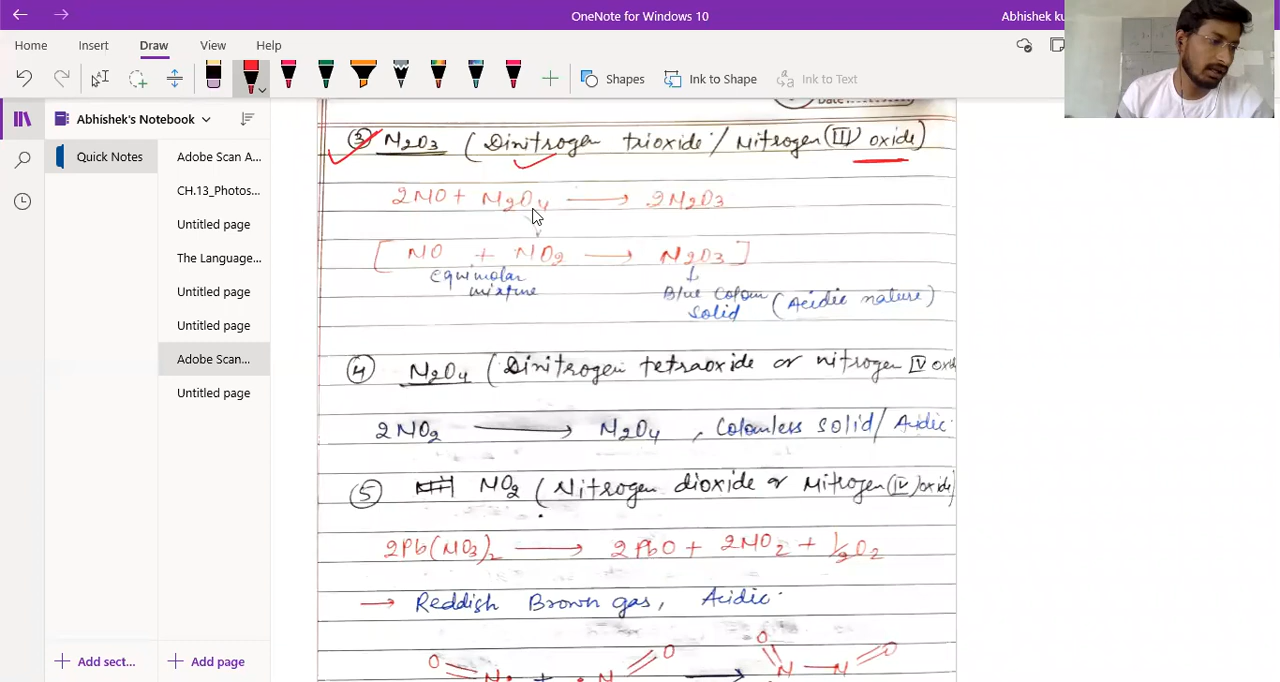 OneNote for Windows 10
Abhishek ku
Home Insert Draw View Help
Shapes Ink to Shape Ink to Text
Abhishek's Notebook
Quick Notes
Adobe Scan A...
CH.13_Photos...
Untitled page
The Language...
Untitled page
Untitled page
Adobe Scan...
Untitled page
Add sect...
Add page
Date
③ N2O3 (Dinitrogen trioxide/Nitrogen (III) oxide)
2NO + N2O4 → 2N2O3
[ NO + NO2 → N2O3 ]
equimolar mixture
↓
Blue Colour Solid (Acidic nature)
④ N2O4 (Dinitrogen tetraoxide or nitrogen IV oxi
2NO2 → N2O4 , Colourless solid/ Acidic.
⑤ NO2 (Nitrogen dioxide or Nitrogen (IV) oxide)
2Pb(NO3)2 → 2PbO + 2NO2 + 1/2O2
→ Reddish Brown gas, Acidic.
O O O O
N• + •N → N — N